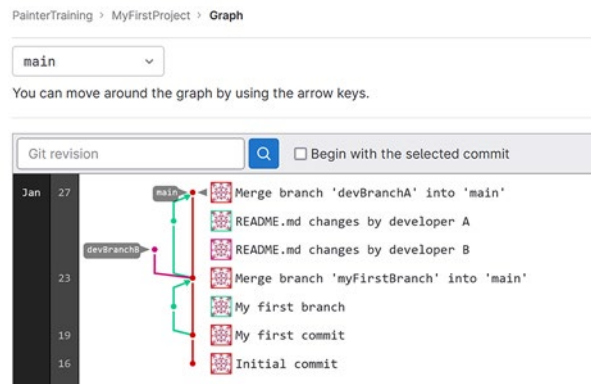 PainterTraining > MyFirstProject > Graph
main
You can move around the graph by using the arrow keys.
Git revision
Begin with the selected commit
Jan 27 main Merge branch 'devBranchA' into 'main'
README.md changes by developer A
devBranchB README.md changes by developer B
23 Merge branch 'myFirstBranch' into 'main'
My first branch
19 My first commit
16 Initial commit